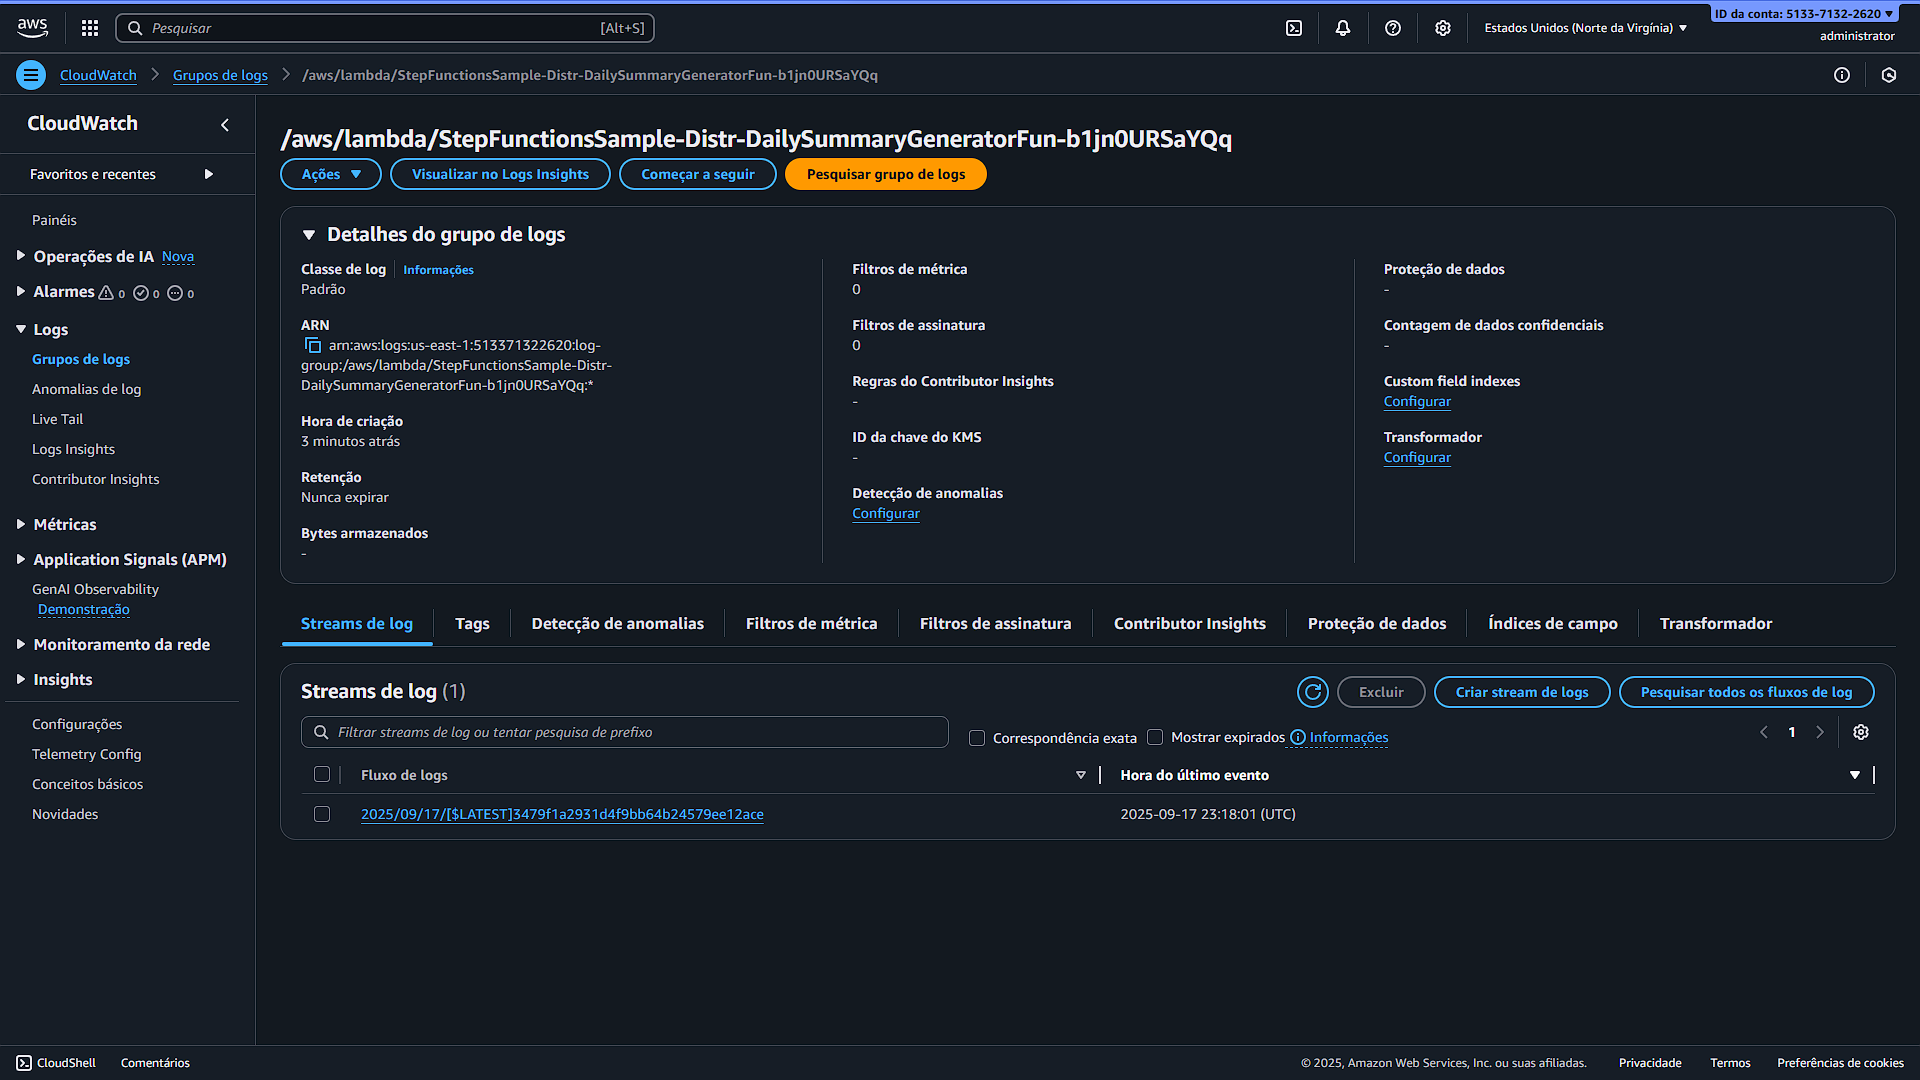 aws
Pesquisar
[Alt+S]
Estados Unidos (Norte da Virgínia)
ID da conta: 5133-7132-2620
administrator
CloudWatch
Grupos de logs
/aws/lambda/StepFunctionsSample-Distr-DailySummaryGeneratorFun-b1jn0URSaYQq
CloudWatch
Favoritos e recentes
Painéis
Operações de IA Nova
Alarmes 0 0 0
Logs
Grupos de logs
Anomalias de log
Live Tail
Logs Insights
Contributor Insights
Métricas
Application Signals (APM)
GenAI Observability
Demonstração
Monitoramento da rede
Insights
Configurações
Telemetry Config
Conceitos básicos
Novidades
/aws/lambda/StepFunctionsSample-Distr-DailySummaryGeneratorFun-b1jn0URSaYQq
Ações
Visualizar no Logs Insights
Começar a seguir
Pesquisar grupo de logs
Detalhes do grupo de logs
Classe de log Informações
Padrão
ARN
arn:aws:logs:us-east-1:513371322620:log-
group:/aws/lambda/StepFunctionsSample-Distr-
DailySummaryGeneratorFun-b1jn0URSaYQq:*
Hora de criação
3 minutos atrás
Retenção
Nunca expirar
Bytes armazenados
-
Filtros de métrica
0
Filtros de assinatura
0
Regras do Contributor Insights
-
ID da chave do KMS
-
Detecção de anomalias
Configurar
Proteção de dados
-
Contagem de dados confidenciais
-
Custom field indexes
Configurar
Transformador
Configurar
Streams de log
Tags
Detecção de anomalias
Filtros de métrica
Filtros de assinatura
Contributor Insights
Proteção de dados
Índices de campo
Transformador
Streams de log (1)
Excluir
Criar stream de logs
Pesquisar todos os fluxos de log
Filtrar streams de log ou tentar pesquisa de prefixo
Correspondência exata
Mostrar expirados
Informações
1
Fluxo de logs
Hora do último evento
2025/09/17/[$LATEST]3479f1a2931d4f9bb64b24579ee12ace
2025-09-17 23:18:01 (UTC)
CloudShell
Comentários
© 2025, Amazon Web Services, Inc. ou suas afiliadas.
Privacidade
Termos
Preferências de cookies